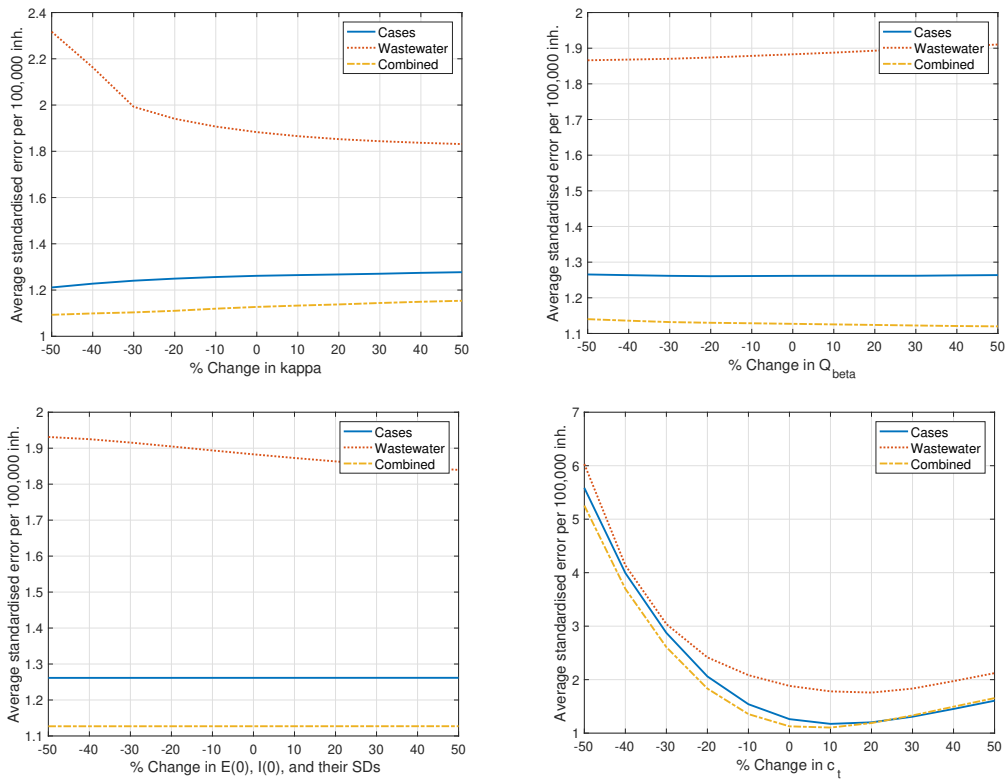 2.4
2.2
2
1.8
1.6
1.4
1.2
1
Average standardised error per 100,000 inh.
Cases
Wastewater
Combined
-50 -40 -30 -20 -10 0 10 20 30 40 50
% Change in kappa
2
1.9
1.8
1.7
1.6
1.5
1.4
1.3
1.2
1.1
Average standardised error per 100,000 inh.
Cases
Wastewater
Combined
-50 -40 -30 -20 -10 0 10 20 30 40 50
% Change in Q_beta
2
1.9
1.8
1.7
1.6
1.5
1.4
1.3
1.2
1.1
Average standardised error per 100,000 inh.
Cases
Wastewater
Combined
-50 -40 -30 -20 -10 0 10 20 30 40 50
% Change in E(0), I(0), and their SDs
7
6
5
4
3
2
1
Average standardised error per 100,000 inh.
Cases
Wastewater
Combined
-50 -40 -30 -20 -10 0 10 20 30 40 50
% Change in c_t